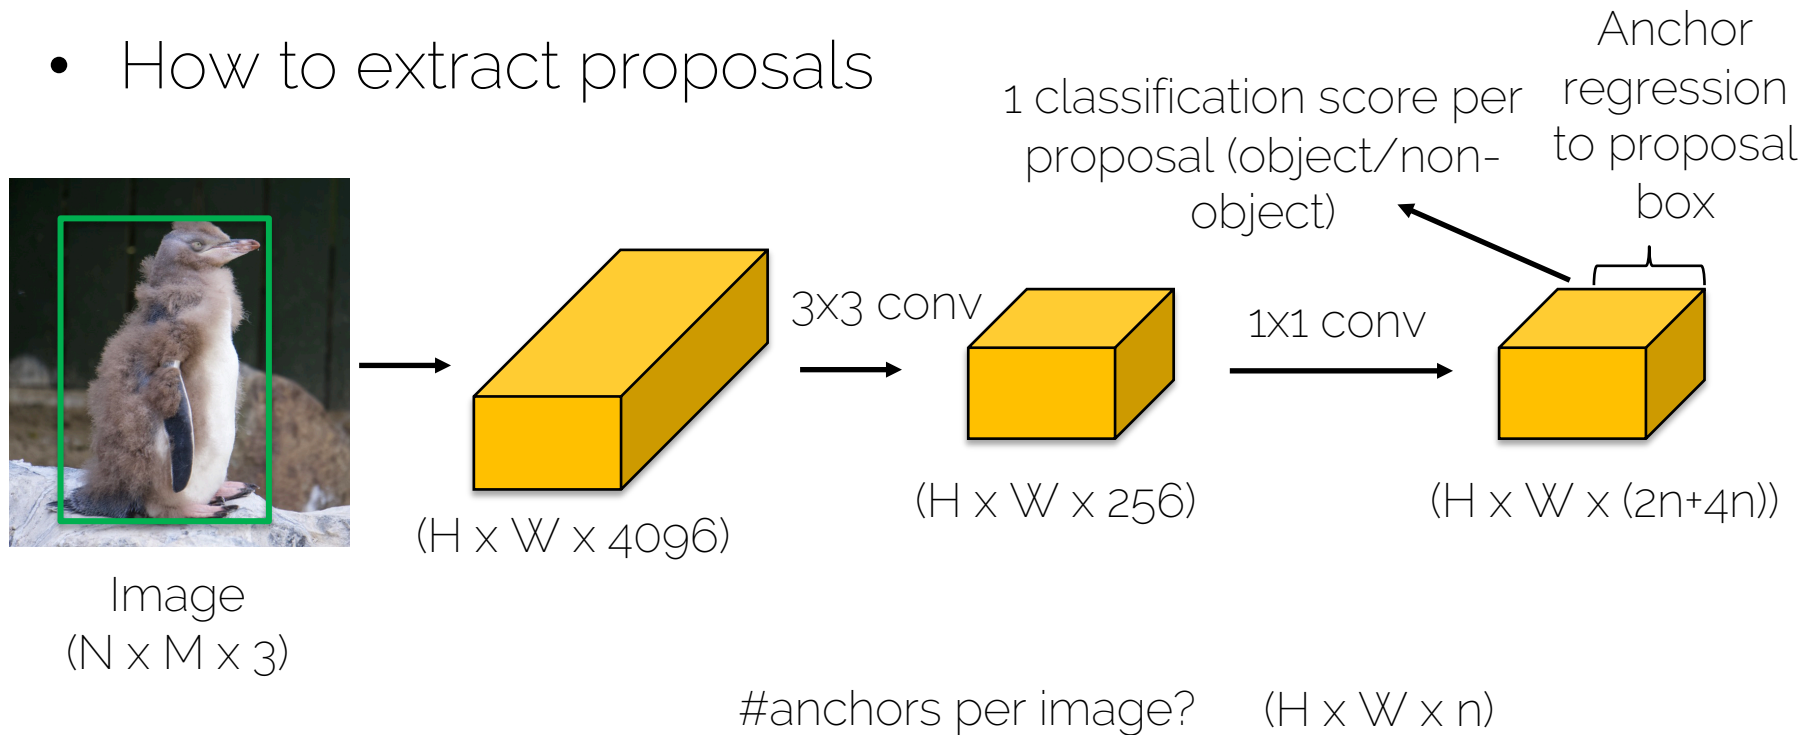 • How to extract proposals
1 classification score per
proposal (object/non-
object)
Anchor
regression
to proposal
box
3x3 conv
1x1 conv
(H x W x 4096)
(H x W x 256)
(H x W x (2n+4n))
Image
(N x M x 3)
#anchors per image? (H x W x n)